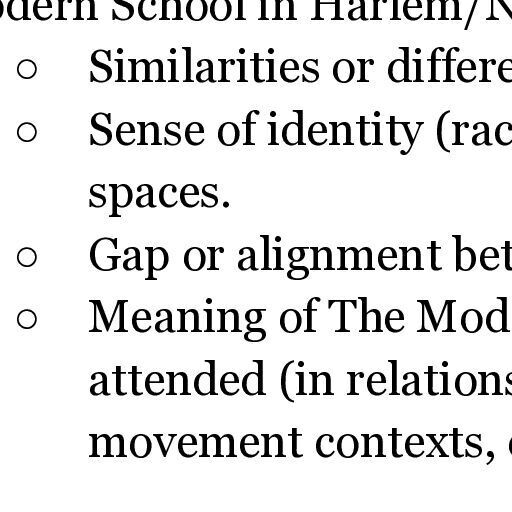 odern School in Harlem/N
○ Similarities or differe
○ Sense of identity (rac
spaces.
○ Gap or alignment bet
○ Meaning of The Mod
attended (in relations
movement contexts,